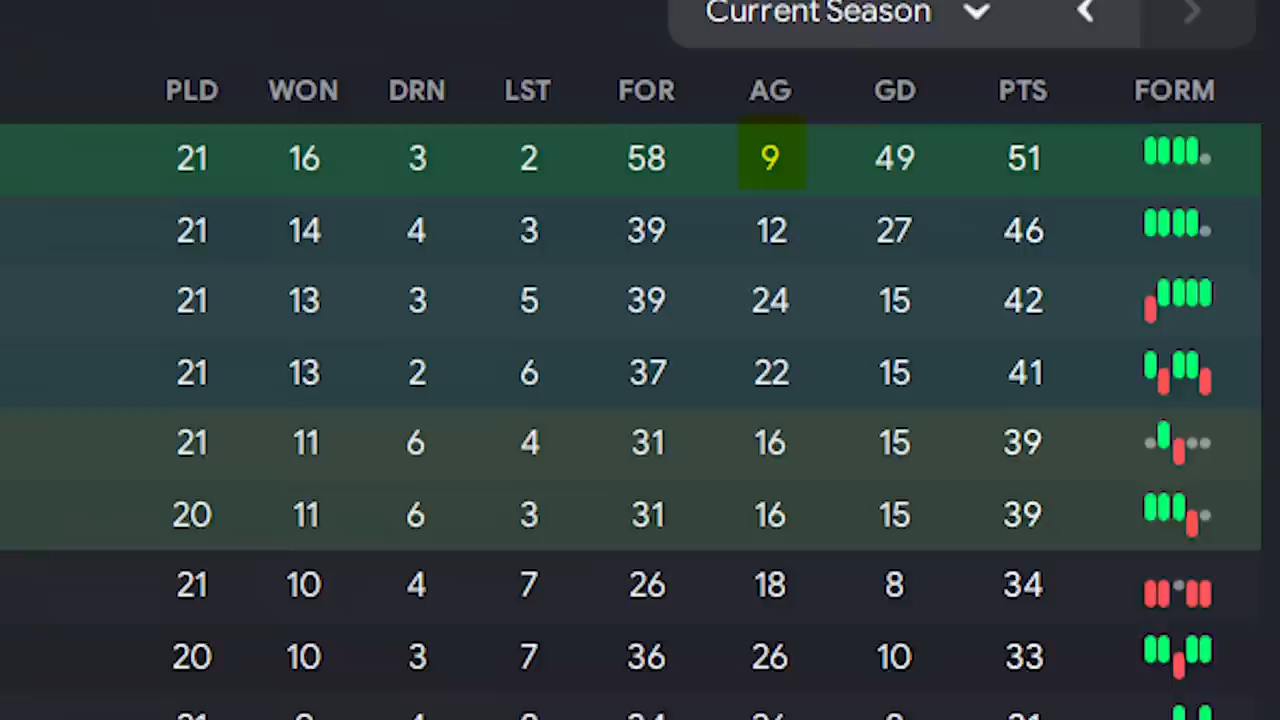 Current Season
PLD WON DRN LST FOR AG GD PTS FORM
21 16 3 2 58 9 49 51
21 14 4 3 39 12 27 46
21 13 3 5 39 24 15 42
21 13 2 6 37 22 15 41
21 11 6 4 31 16 15 39
20 11 6 3 31 16 15 39
21 10 4 7 26 18 8 34
20 10 3 7 36 26 10 33